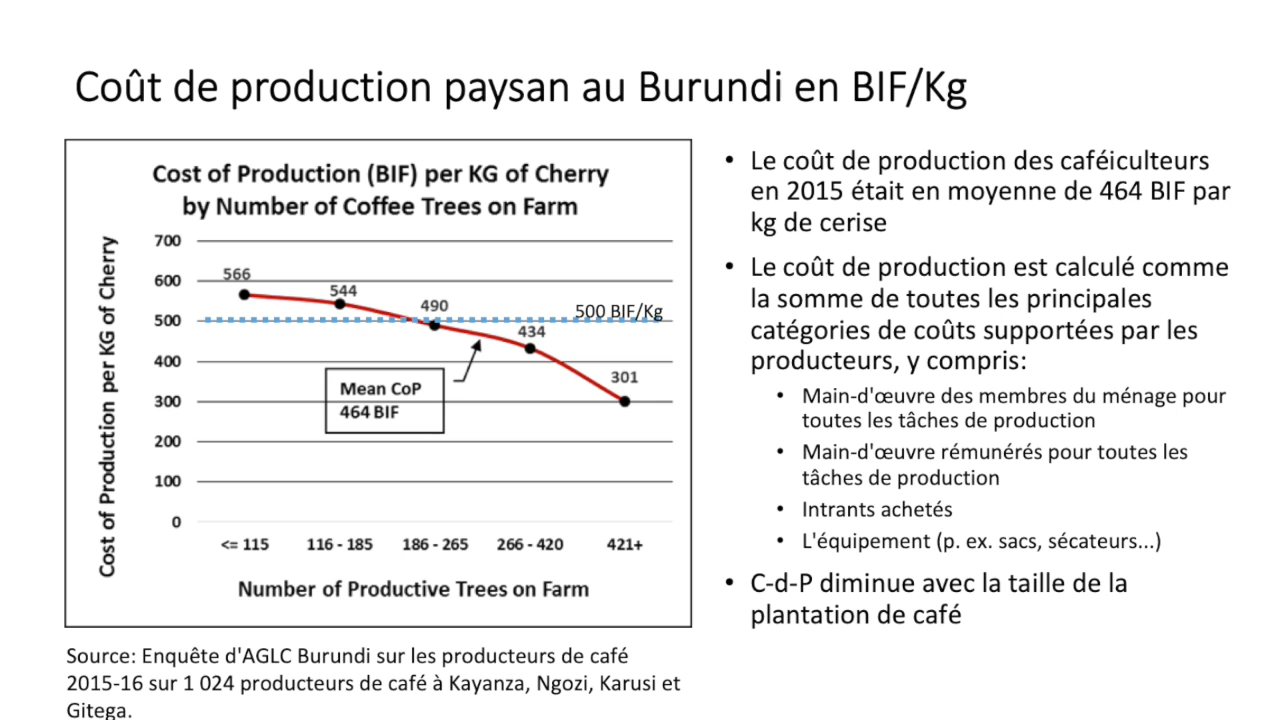 Coût de production paysan au Burundi en BIF/Kg
Cost of Production (BIF) per KG of Cherry
by Number of Coffee Trees on Farm
Cost of Production per KG of Cherry
700
600
500
400
300
200
100
0
566
544
490
434
301
500 BIF/Kg
Mean CoP
464 BIF
<= 115
116 - 185
186 - 265
266 - 420
421+
Number of Productive Trees on Farm
Source: Enquête d'AGLC Burundi sur les producteurs de café
2015-16 sur 1 024 producteurs de café à Kayanza, Ngozi, Karusi et
Gitega.
• Le coût de production des caféiculteurs
en 2015 était en moyenne de 464 BIF par
kg de cerise
• Le coût de production est calculé comme
la somme de toutes les principales
catégories de coûts supportées par les
producteurs, y compris:
• Main-d'œuvre des membres du ménage pour
toutes les tâches de production
• Main-d'œuvre rémunérés pour toutes les
tâches de production
• Intrants achetés
• L'équipement (p. ex. sacs, sécateurs...)
• C-d-P diminue avec la taille de la
plantation de café